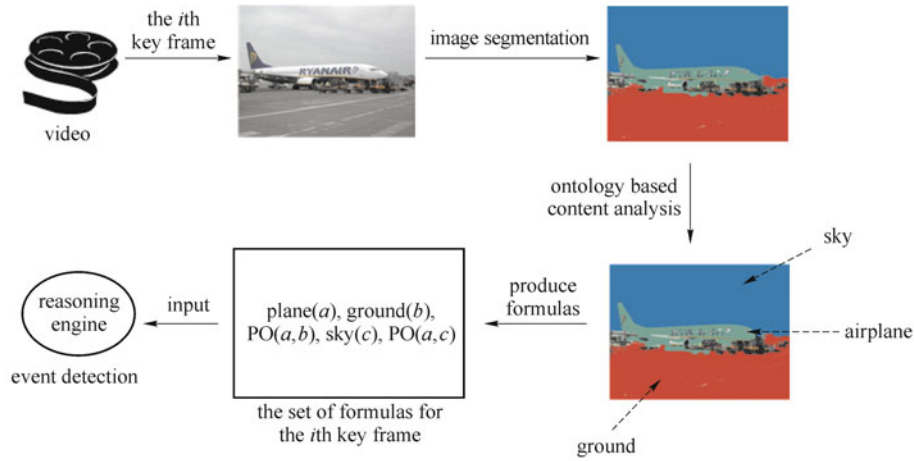 the ith
key frame
video
RYANAIR
image segmentation
ontology based
content analysis
sky
airplane
ground
produce
formulas
plane(a), ground(b),
PO(a,b), sky(c), PO(a,c)
the set of formulas for
the ith key frame
input
reasoning
engine
event detection